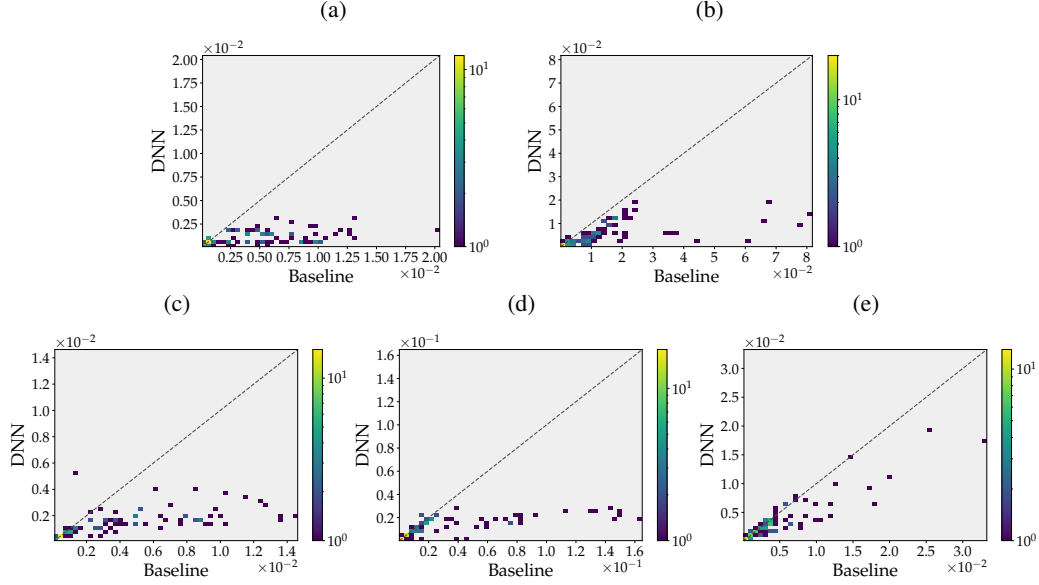 (a)
×10⁻²
2.00
1.75
1.50
1.25
1.00
0.75
0.50
0.25
DNN
0.25 0.50 0.75 1.00 1.25 1.50 1.75 2.00
×10⁻²
Baseline
10¹
10⁰
(b)
×10⁻²
8
7
6
5
4
3
2
1
DNN
1 2 3 4 5 6 7 8
×10⁻²
Baseline
10¹
10⁰
(c)
×10⁻²
1.4
1.2
1.0
0.8
0.6
0.4
0.2
DNN
0.2 0.4 0.6 0.8 1.0 1.2 1.4
×10⁻²
Baseline
10¹
10⁰
(d)
×10⁻¹
1.6
1.4
1.2
1.0
0.8
0.6
0.4
0.2
DNN
0.2 0.4 0.6 0.8 1.0 1.2 1.4 1.6
×10⁻¹
Baseline
10¹
10⁰
(e)
×10⁻²
3.0
2.5
2.0
1.5
1.0
0.5
DNN
0.5 1.0 1.5 2.0 2.5 3.0
×10⁻²
Baseline
10¹
10⁰